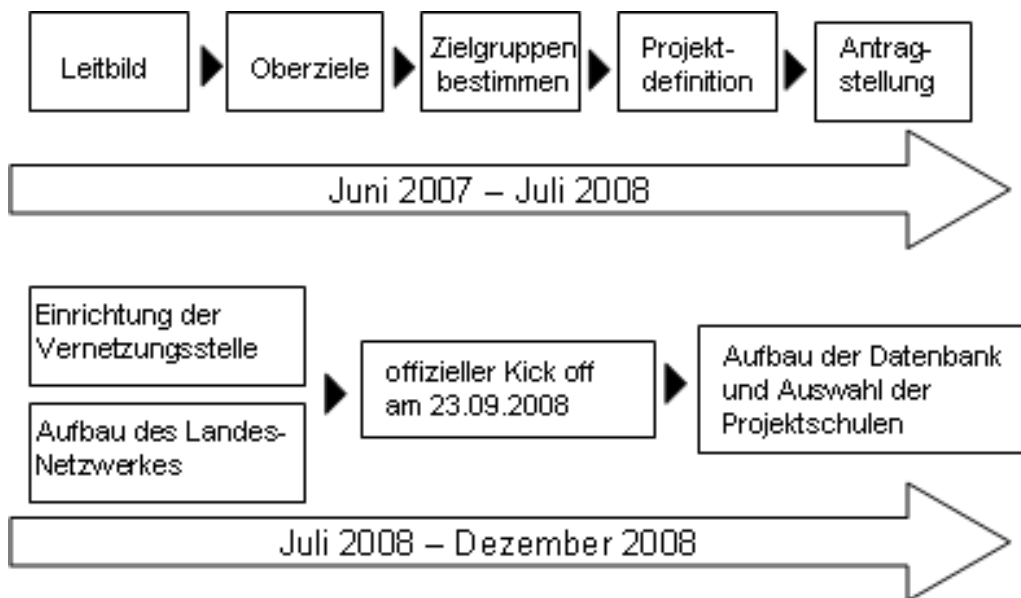 Leitbild
Oberziele
Zielgruppen
bestimmen
Projekt-
definition
Antrag-
stellung
Juni 2007 – Juli 2008
Einrichtung der
Vernetzungsstelle
Aufbau des Landes-
Netzwerkes
offizieller Kick off
am 23.09.2008
Aufbau der Datenbank
und Auswahl der
Projektschulen
Juli 2008 – Dezember 2008